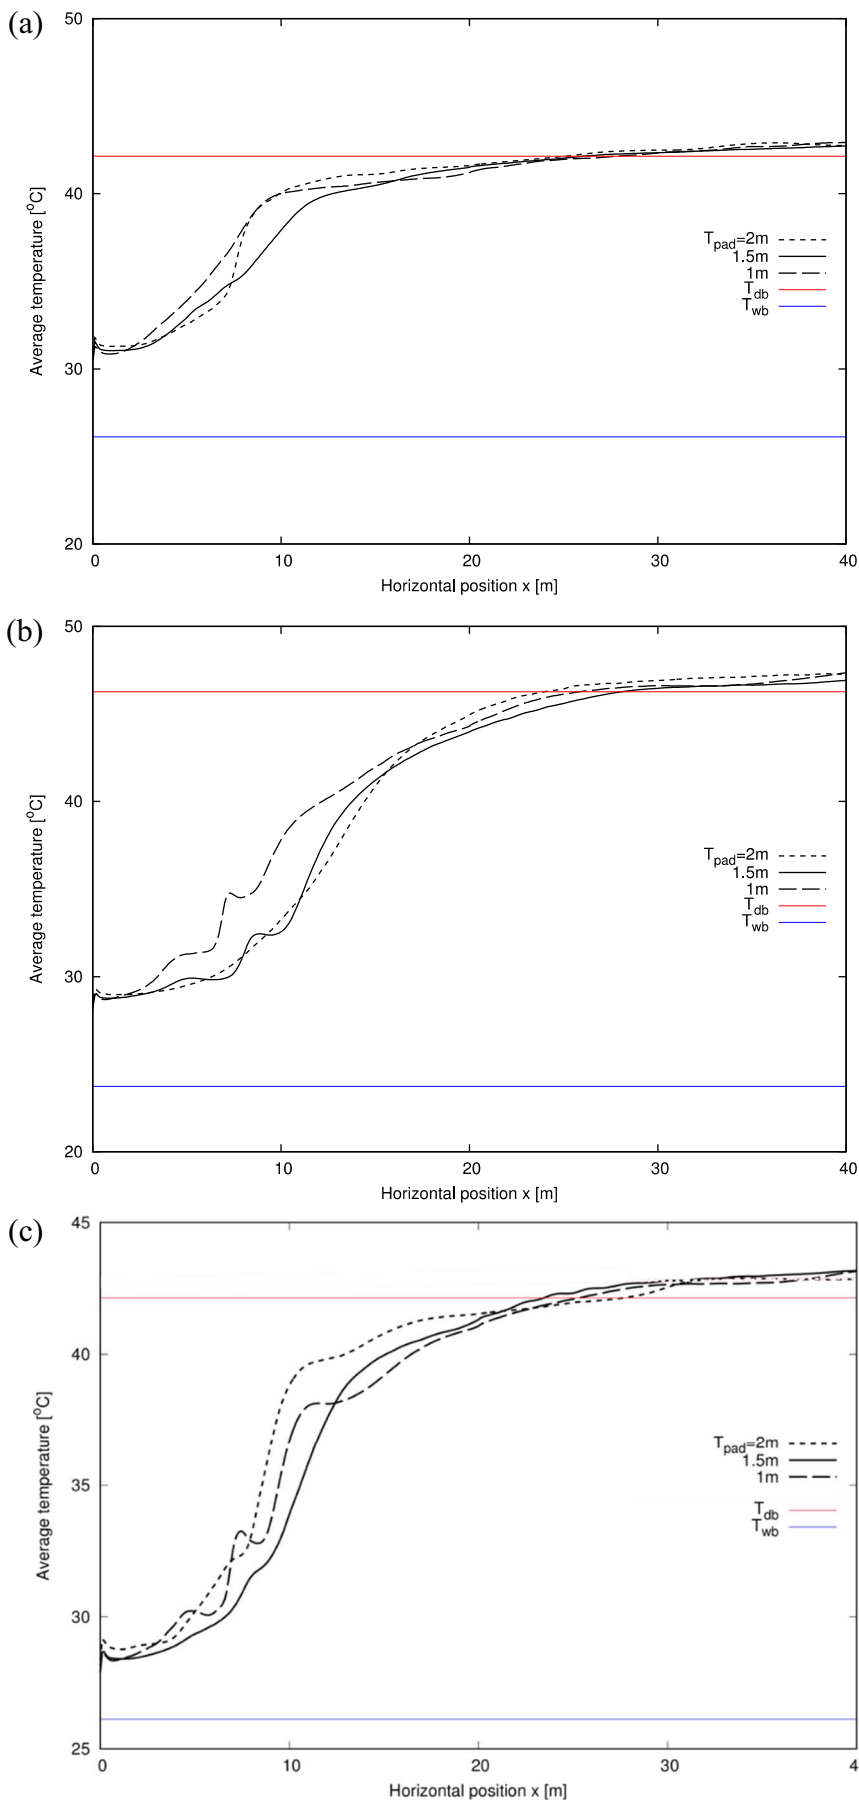 (a)
50
40
30
20
Average temperature [°C]
T_pad=2m
1.5m
1m
T_db
T_wb
0 10 20 30 40
Horizontal position x [m]
(b)
50
40
30
20
Average temperature [°C]
T_pad=2m
1.5m
1m
T_db
T_wb
0 10 20 30 40
Horizontal position x [m]
(c)
45
40
35
30
25
Average temperature [°C]
T_pad=2m
1.5m
1m
T_db
T_wb
0 10 20 30 4
Horizontal position x [m]